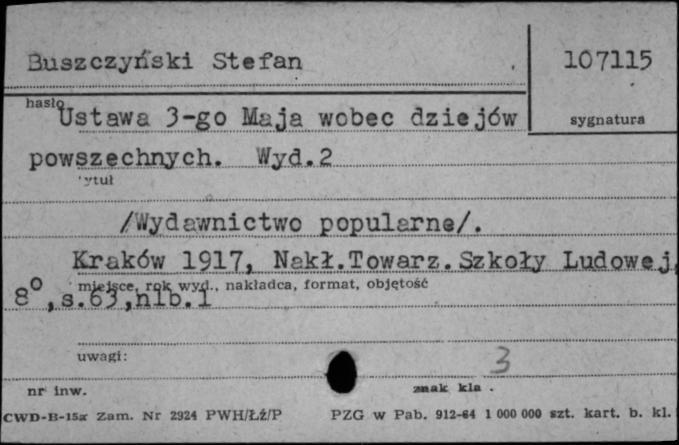 Buszczyński Stefan
107115
hasło
sygnatura
Ustawa 3-go Maja wobec dziejów
powszechnych. Wyd.2
tytuł
/Wydawnictwo popularne/.
Kraków 1917, Nakł.Towarz.Szkoły Ludowej,
miejsce, rok wyd., nakładca, format, objętość
8°,s.63,nlb.1
uwagi:
3
nr inw.
znak kla .
CWD-B-15a Zam. Nr 2924 PWH/Łź/P PZG w Pab. 912-64 1 000 000 szt. kart. b. kl.